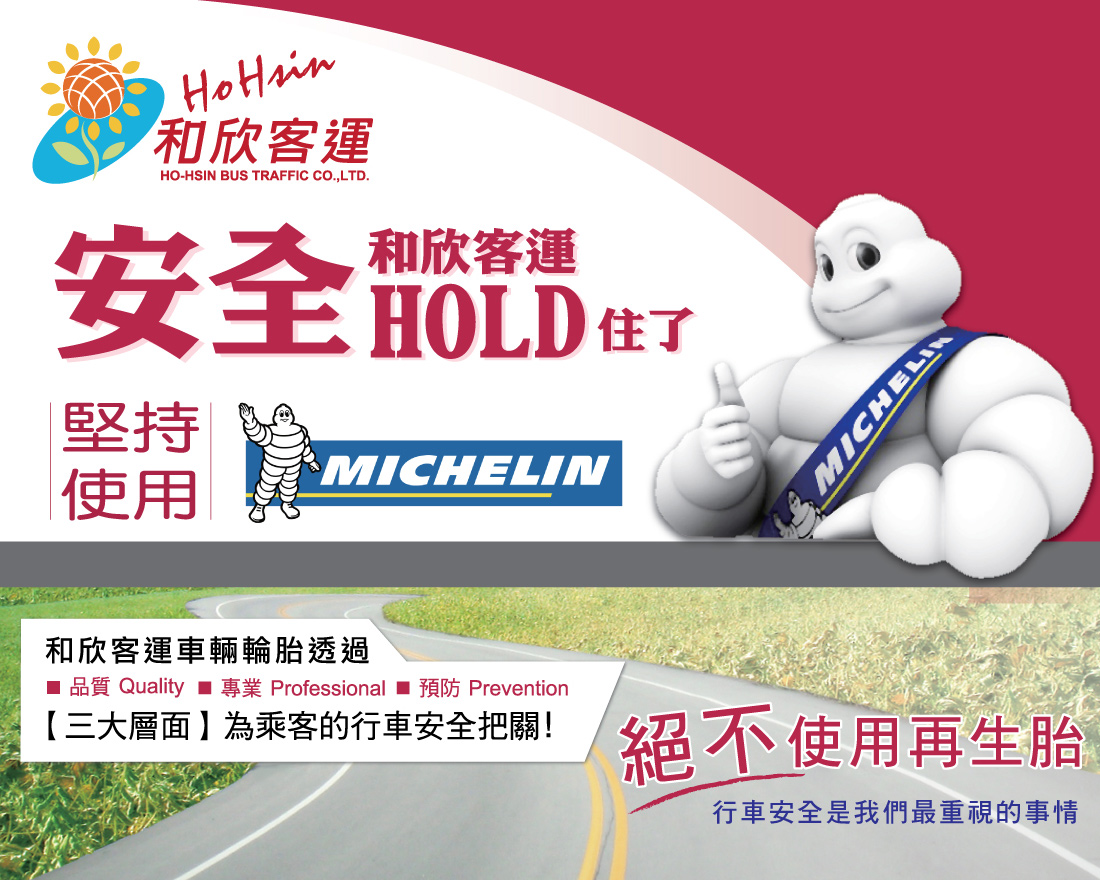 HoHsin
和欣客運
HO-HSIN BUS TRAFFIC CO.,LTD.
安全
和欣客運
HOLD住了
堅持
使用
MICHELIN
MICHELIN
和欣客運車輛輪胎透過
■ 品質 Quality ■ 專業 Professional ■ 預防 Prevention
【三大層面】為乘客的行車安全把關!
絕不使用再生胎
行車安全是我們最重視的事情